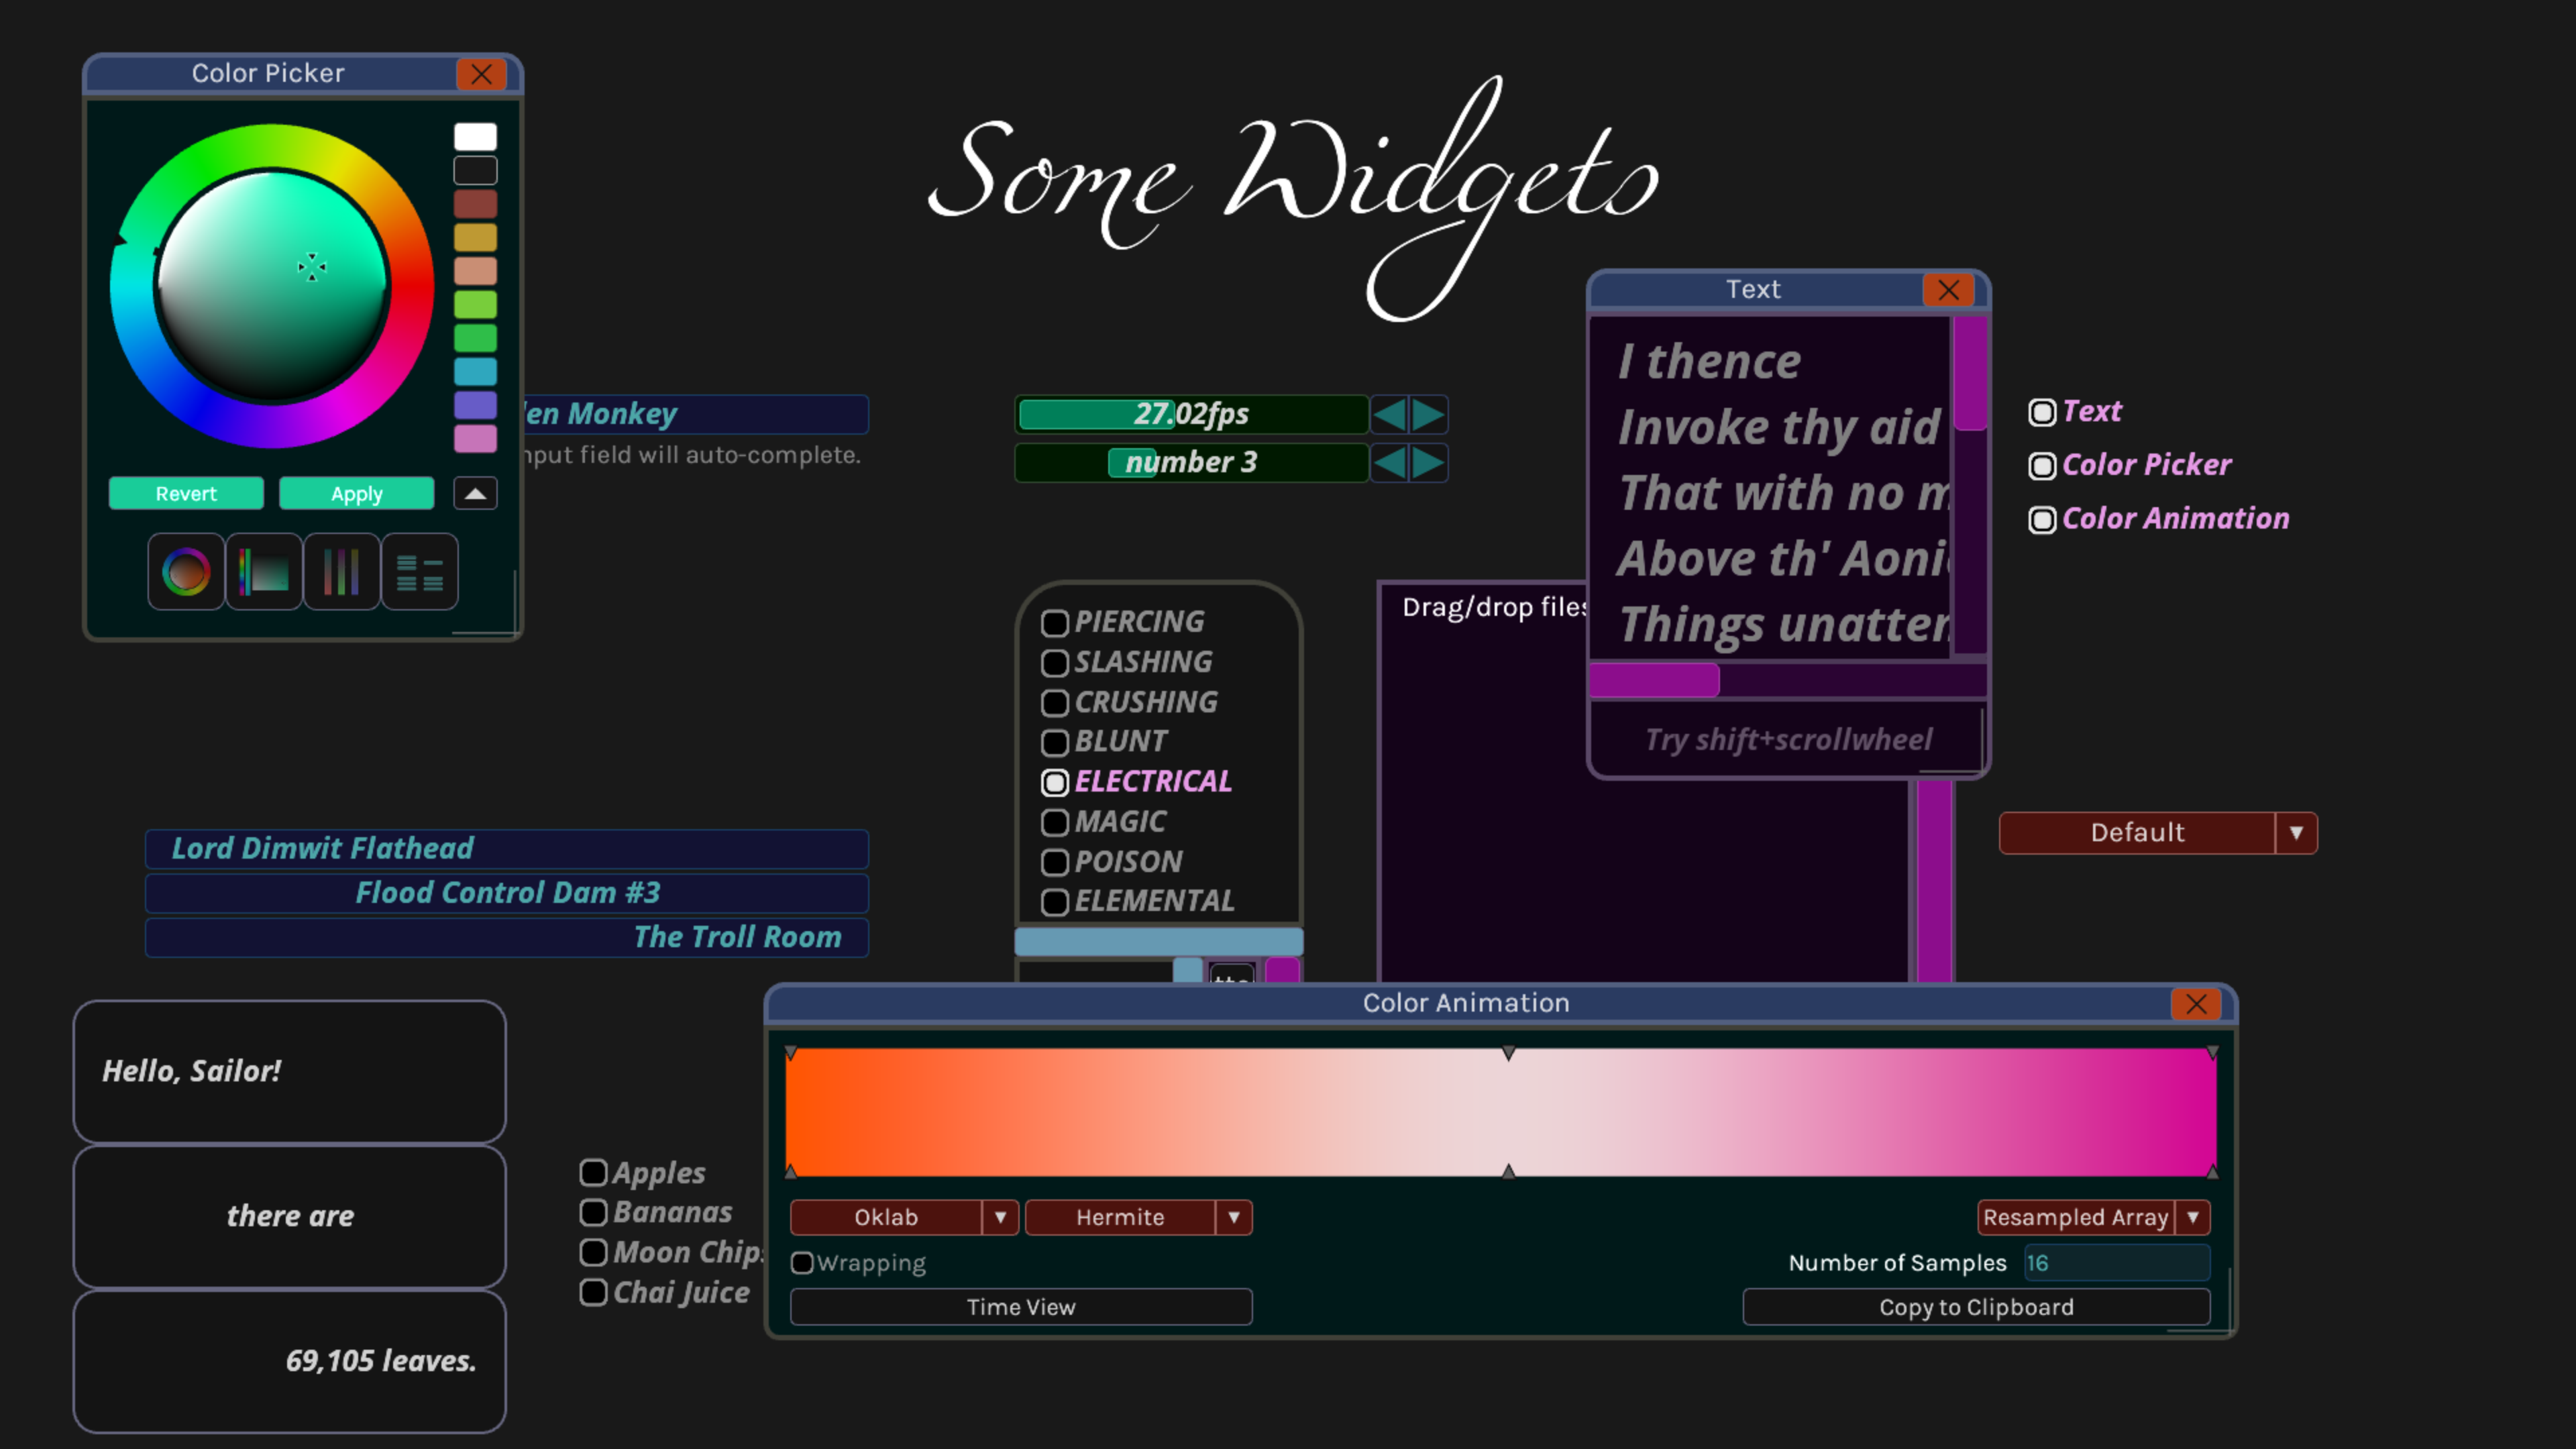 Color Picker
Some Widgets
Text
I thence
Invoke thy aid
That with no
Above th'
Things
Try shift+scrollwheel
Monkey
field will auto-complete.
27.02fps
number 3
Text
Color Picker
Color Animation
Revert
Apply
Drag/drop files
PIERCING
SLASHING
CRUSHING
BLUNT
ELECTRICAL
MAGIC
POISON
ELEMENTAL
Default
Lord Dimwit Flathead
Flood Control Dam #3
The Troll Room
Hello, Sailor!
there are
69,105 leaves.
Apples
Bananas
Moon Chips
Chai Juice
Color Animation
Oklab
Hermite
Resampled Array
Wrapping
Number of Samples
16
Time View
Copy to Clipboard